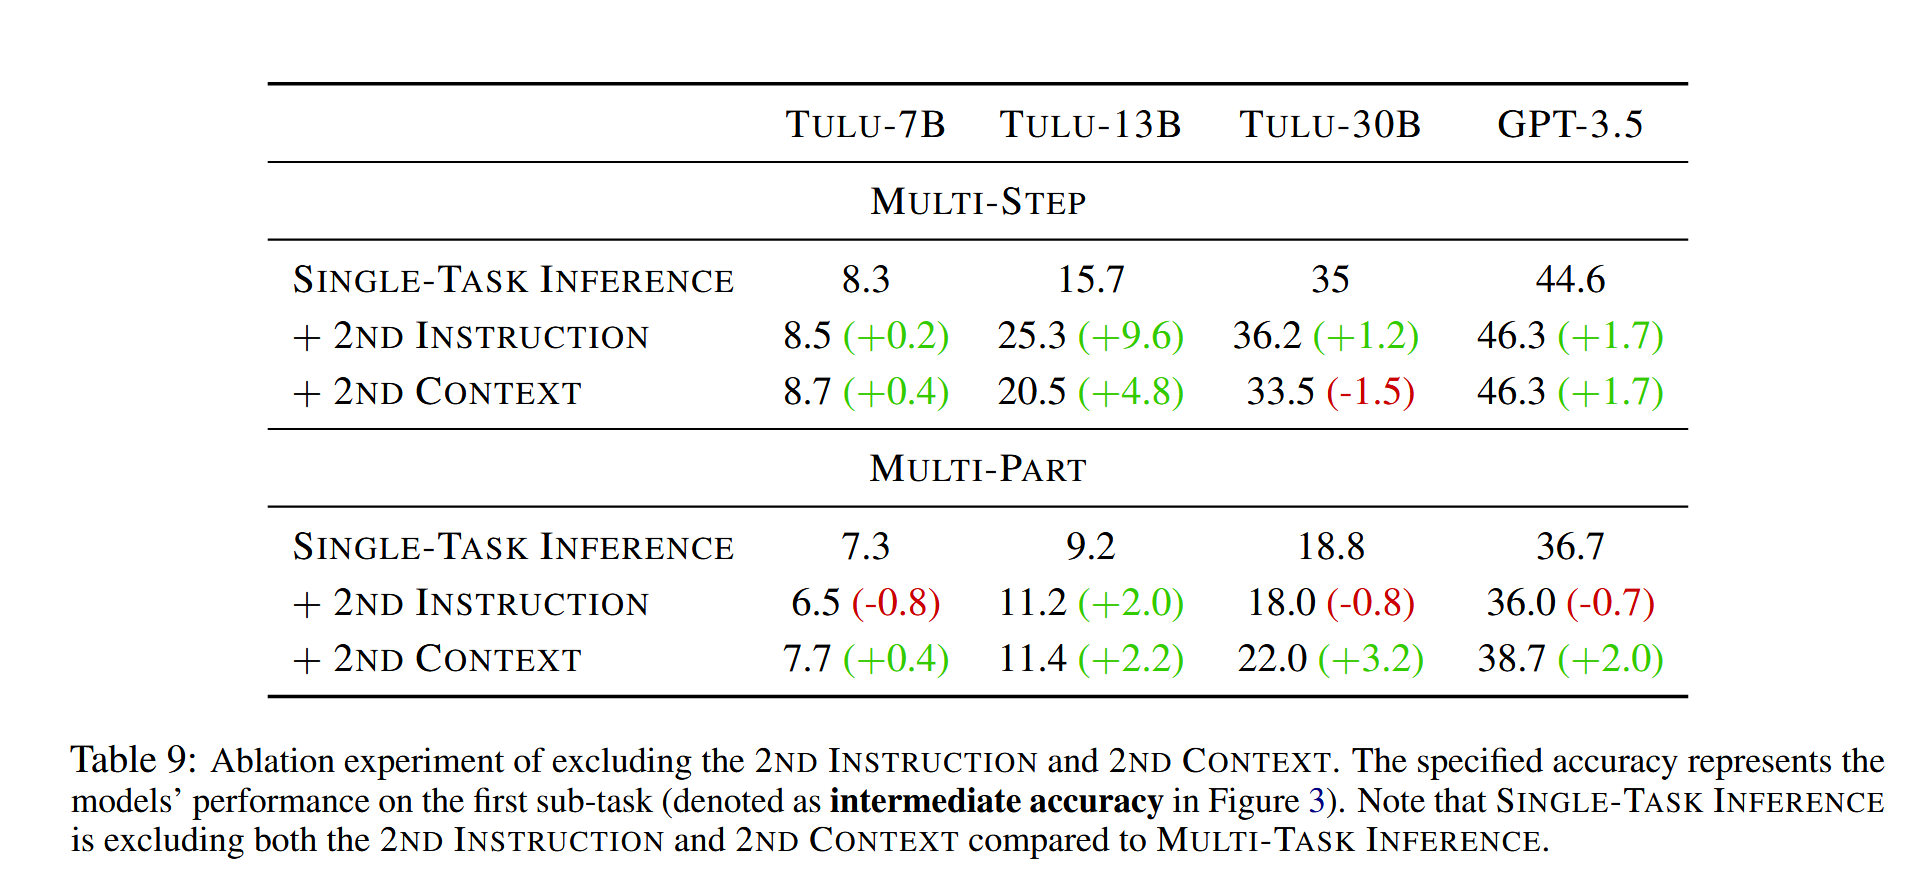 TULU-7B TULU-13B TULU-30B GPT-3.5
MULTI-STEP
SINGLE-TASK INFERENCE 8.3 15.7 35 44.6
+ 2ND INSTRUCTION 8.5 (+0.2) 25.3 (+9.6) 36.2 (+1.2) 46.3 (+1.7)
+ 2ND CONTEXT 8.7 (+0.4) 20.5 (+4.8) 33.5 (-1.5) 46.3 (+1.7)
MULTI-PART
SINGLE-TASK INFERENCE 7.3 9.2 18.8 36.7
+ 2ND INSTRUCTION 6.5 (-0.8) 11.2 (+2.0) 18.0 (-0.8) 36.0 (-0.7)
+ 2ND CONTEXT 7.7 (+0.4) 11.4 (+2.2) 22.0 (+3.2) 38.7 (+2.0)
Table 9: Ablation experiment of excluding the 2ND INSTRUCTION and 2ND CONTEXT. The specified accuracy represents the
models' performance on the first sub-task (denoted as intermediate accuracy in Figure 3). Note that SINGLE-TASK INFERENCE
is excluding both the 2ND INSTRUCTION and 2ND CONTEXT compared to MULTI-TASK INFERENCE.